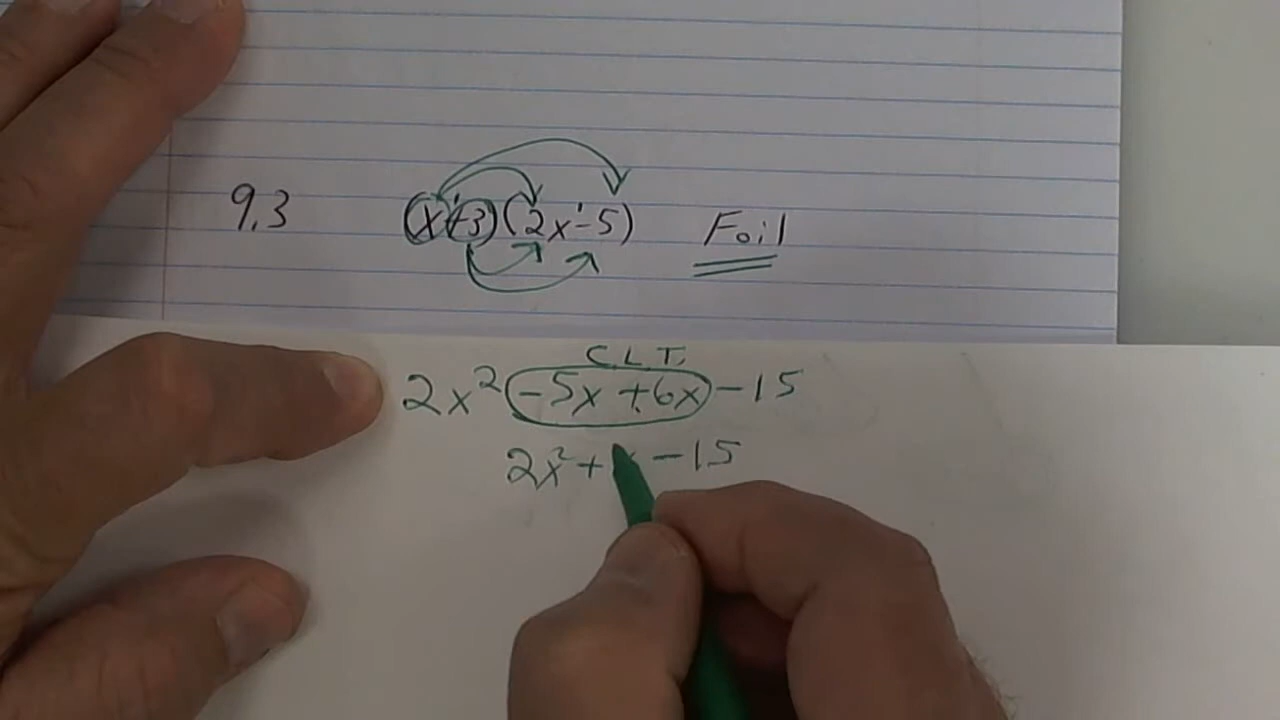 9.3 (x'+3)(2x'-5) Foil
C.L.T.
2x² -5x +6x -15
2x² + x -15